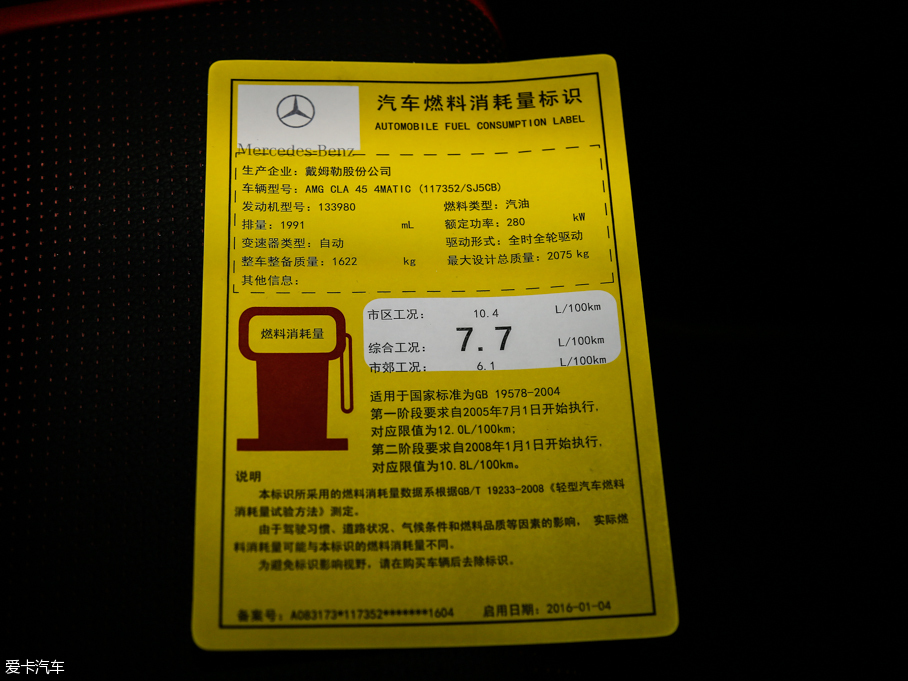 汽车燃料消耗量标识
AUTOMOBILE FUEL CONSUMPTION LABEL
Mercedes-Benz
生产企业：戴姆勒股份公司
车辆型号：AMG CLA 45 4MATIC (117352/SJ5CB)
发动机型号：133980 燃料类型：汽油
排量：1991 mL 额定功率：280 kW
变速器类型：自动 驱动形式：全时全轮驱动
整车整备质量：1622 kg 最大设计总质量：2075 kg
其他信息：
燃料消耗量
市区工况： 10.4 L/100km
综合工况： 7.7 L/100km
市郊工况： 6.1 L/100km
适用于国家标准为GB 19578-2004
第一阶段要求自2005年7月1日开始执行，
对应限值为12.0L/100km；
第二阶段要求自2008年1月1日开始执行，
对应限值为10.8L/100km。
说明
本标识所采用的燃料消耗量数据系根据GB/T 19233-2008《轻型汽车燃料
消耗量试验方法》测定。
由于驾驶习惯、道路状况、气候条件和燃料品质等因素的影响， 实际燃
料消耗量可能与本标识的燃料消耗量不同。
为避免标识影响视野，请在购买车辆后去除标识。
备案号：A083173*117352*******1604 启用日期：2016-01-04
爱卡汽车